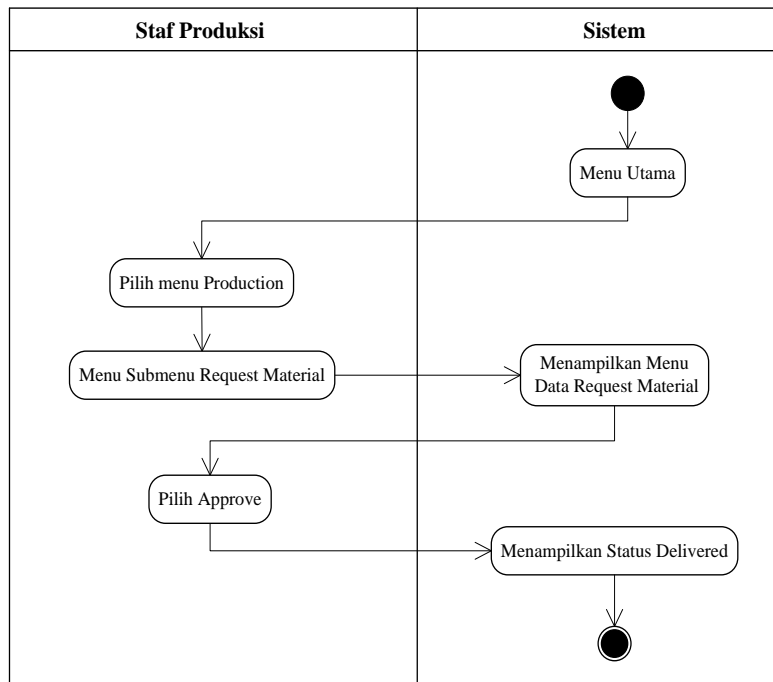 Staf Produksi
Sistem
Menu Utama
Pilih menu Production
Menu Submenu Request Material
Menampilkan Menu
Data Request Material
Pilih Approve
Menampilkan Status Delivered